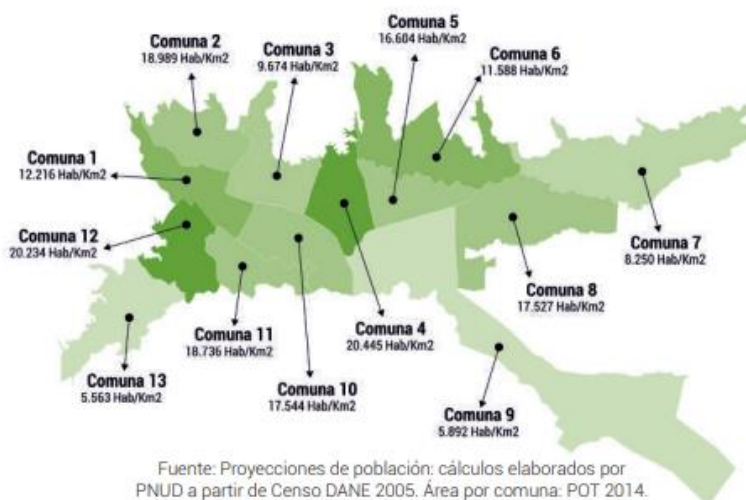 Comuna 5
16.604 Hab/Km2
Comuna 2
18.989 Hab/Km2
Comuna 3
9.674 Hab/Km2
Comuna 6
11.588 Hab/Km2
Comuna 1
12.216 Hab/Km2
Comuna 12
20.234 Hab/Km2
Comuna 7
8.250 Hab/Km2
Comuna 8
17.527 Hab/Km2
Comuna 11
18.736 Hab/Km2
Comuna 4
20.445 Hab/Km2
Comuna 13
5.563 Hab/Km2
Comuna 10
17.544 Hab/Km2
Comuna 9
5.892 Hab/Km2
Fuente: Proyecciones de población: cálculos elaborados por
PNUD a partir de Censo DANE 2005. Área por comuna: POT 2014.